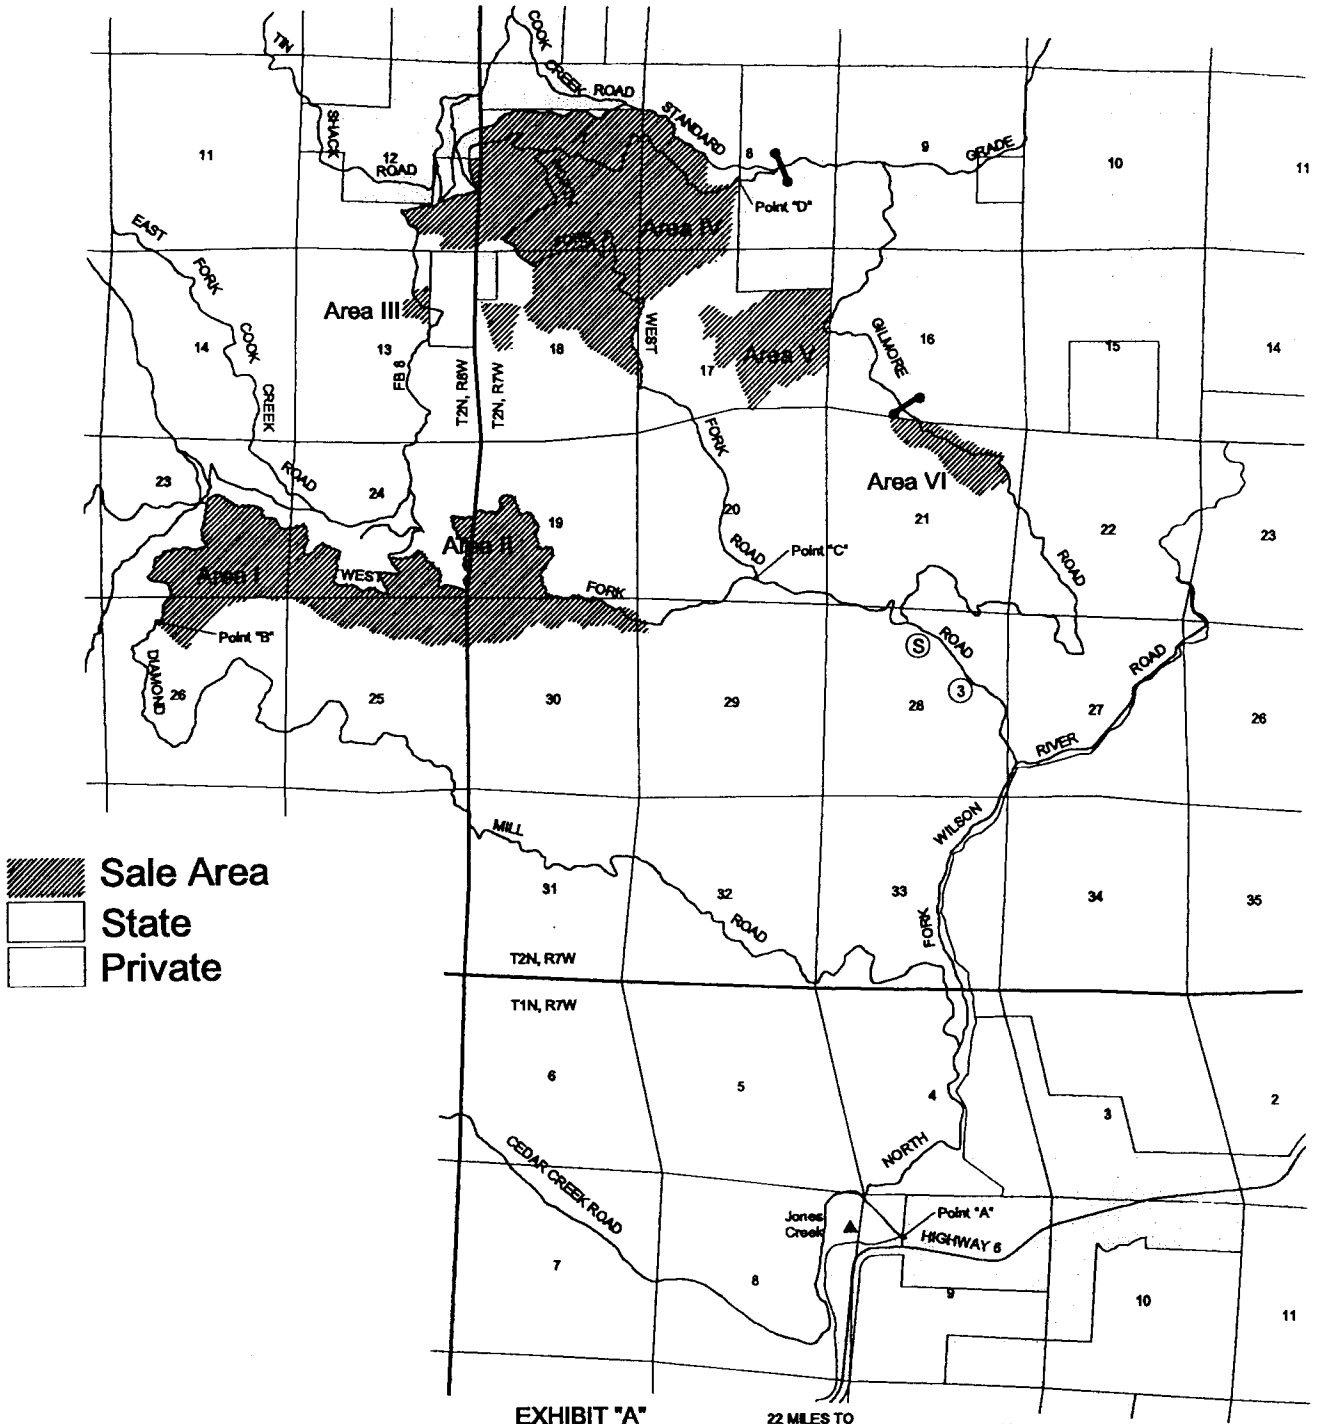 TIN
COOK
CREEK ROAD
STANDARD
SHACK
11
12
ROAD
8
9
GRADE
10
11
Point "D"
EAST
FORK
COOK
CREEK
ROAD
Area IV
Area III
WEST
GILMORE
14
13
18
17
Area V
16
15
14
FB 8
T2N, R8W
T2N, R7W
FORK
ROAD
23
24
19
20
Area VI
21
22
23
Area II
Point "C"
Area I
WEST
FORK
ROAD
Point "B"
DIAMOND
S
ROAD
3
ROAD
26
25
30
29
28
27
26
RIVER
MILL
WILSON
Sale Area
State
Private
31
32
33
34
35
ROAD
FORK
T2N, R7W
T1N, R7W
6
5
4
3
2
NORTH
CEDAR CREEK ROAD
Jones
Creek
Point "A"
HIGHWAY 6
7
8
9
10
11
EXHIBIT "A"
22 MILES TO